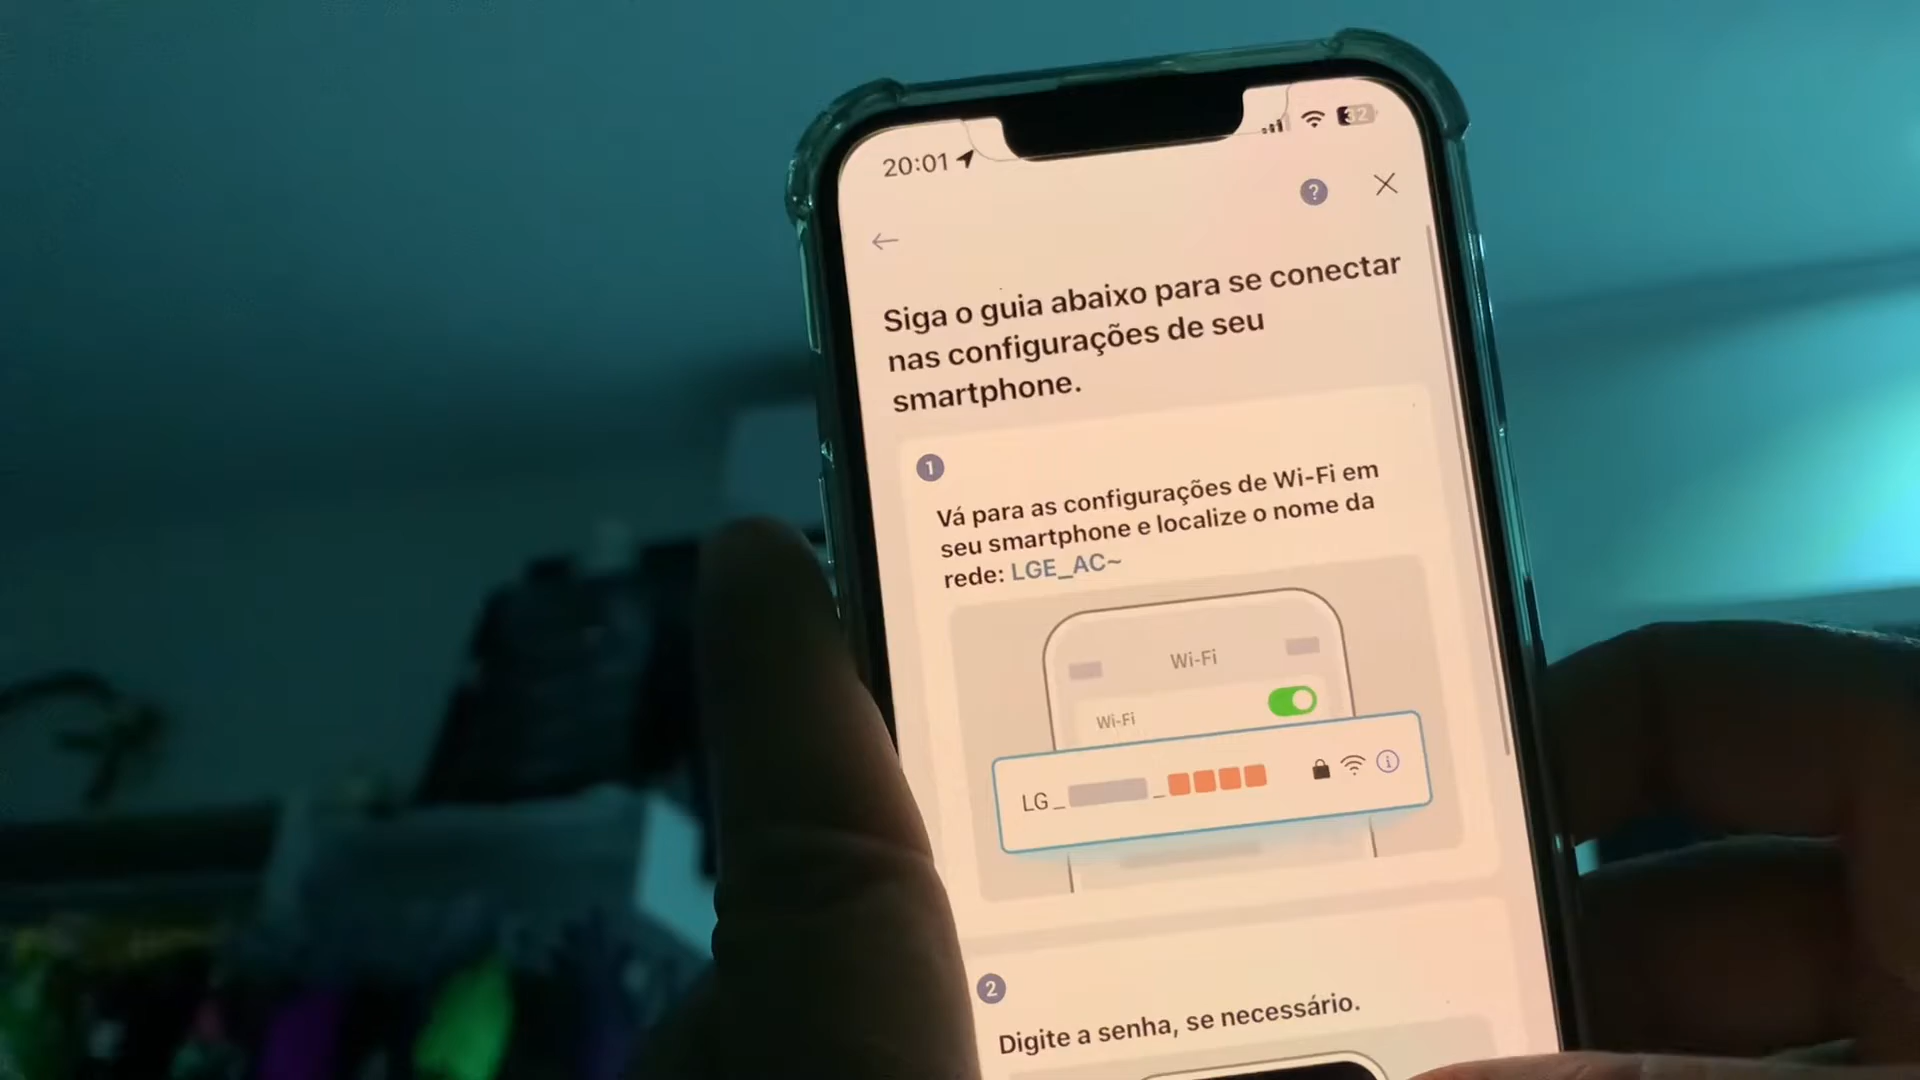 20:01
32
?
Siga o guia abaixo para se conectar
nas configurações de seu
smartphone.
1
Vá para as configurações de Wi-Fi em
seu smartphone e localize o nome da
rede: LGE_AC~
Wi-Fi
Wi-Fi
LG_ _
2
Digite a senha, se necessário.